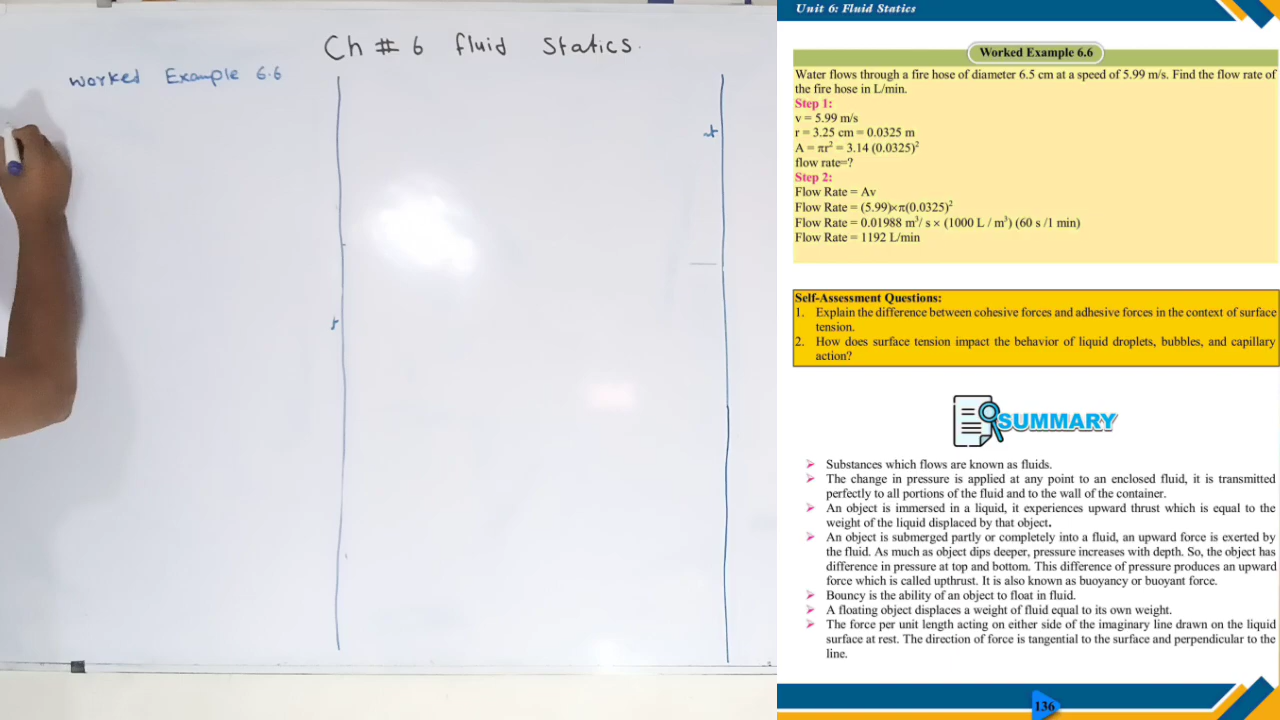 Ch # 6 fluid Statics.
Worked Example 6.6
Unit 6: Fluid Statics
Worked Example 6.6
Water flows through a fire hose of diameter 6.5 cm at a speed of 5.99 m/s. Find the flow rate of
the fire hose in L/min.
Step 1:
v = 5.99 m/s
r = 3.25 cm = 0.0325 m
A = πr² = 3.14 (0.0325)²
flow rate=?
Step 2:
Flow Rate = Av
Flow Rate = (5.99)×π(0.0325)²
Flow Rate = 0.01988 m³/ s × (1000 L / m³) (60 s /1 min)
Flow Rate = 1192 L/min
Self-Assessment Questions:
1. Explain the difference between cohesive forces and adhesive forces in the context of surface
tension.
2. How does surface tension impact the behavior of liquid droplets, bubbles, and capillary
action?
SUMMARY
➢ Substances which flows are known as fluids.
➢ The change in pressure is applied at any point to an enclosed fluid, it is transmitted
perfectly to all portions of the fluid and to the wall of the container.
➢ An object is immersed in a liquid, it experiences upward thrust which is equal to the
weight of the liquid displaced by that object.
➢ An object is submerged partly or completely into a fluid, an upward force is exerted by
the fluid. As much as object dips deeper, pressure increases with depth. So, the object has
difference in pressure at top and bottom. This difference of pressure produces an upward
force which is called upthrust. It is also known as buoyancy or buoyant force.
➢ Bouncy is the ability of an object to float in fluid.
➢ A floating object displaces a weight of fluid equal to its own weight.
➢ The force per unit length acting on either side of the imaginary line drawn on the liquid
surface at rest. The direction of force is tangential to the surface and perpendicular to the
line.
136